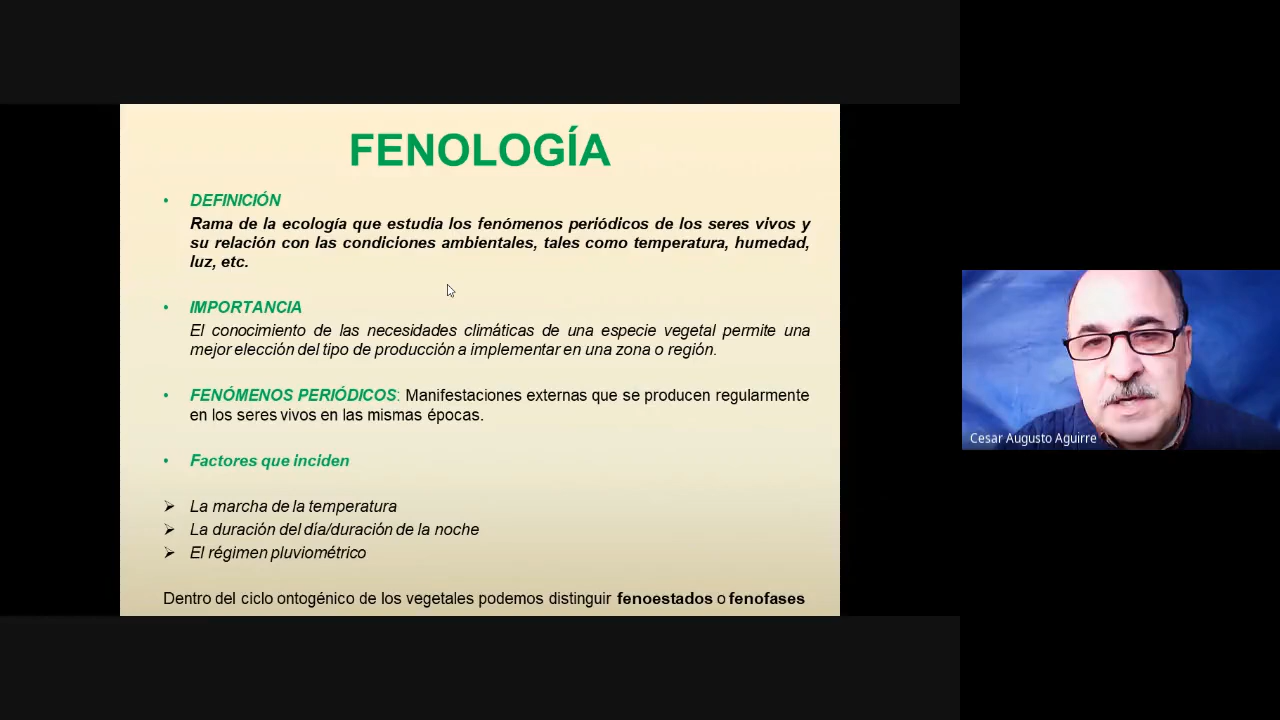 FENOLOGÍA
• DEFINICIÓN
Rama de la ecología que estudia los fenómenos periódicos de los seres vivos y
su relación con las condiciones ambientales, tales como temperatura, humedad,
luz, etc.
• IMPORTANCIA
El conocimiento de las necesidades climáticas de una especie vegetal permite una
mejor elección del tipo de producción a implementar en una zona o región.
• FENÓMENOS PERIÓDICOS: Manifestaciones externas que se producen regularmente
en los seres vivos en las mismas épocas.
• Factores que inciden
➢ La marcha de la temperatura
➢ La duración del día/duración de la noche
➢ El régimen pluviométrico
Dentro del ciclo ontogénico de los vegetales podemos distinguir fenoestados o fenofases
Cesar Augusto Aguirre